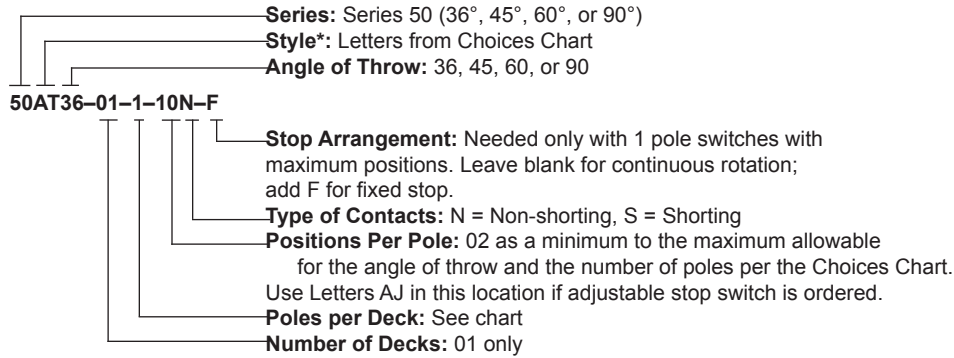 Series: Series 50 (36°, 45°, 60°, or 90°)
Style*: Letters from Choices Chart
Angle of Throw: 36, 45, 60, or 90
50AT36–01–1–10N–F
Stop Arrangement: Needed only with 1 pole switches with
maximum positions. Leave blank for continuous rotation;
add F for fixed stop.
Type of Contacts: N = Non-shorting, S = Shorting
Positions Per Pole: 02 as a minimum to the maximum allowable
for the angle of throw and the number of poles per the Choices Chart.
Use Letters AJ in this location if adjustable stop switch is ordered.
Poles per Deck: See chart
Number of Decks: 01 only